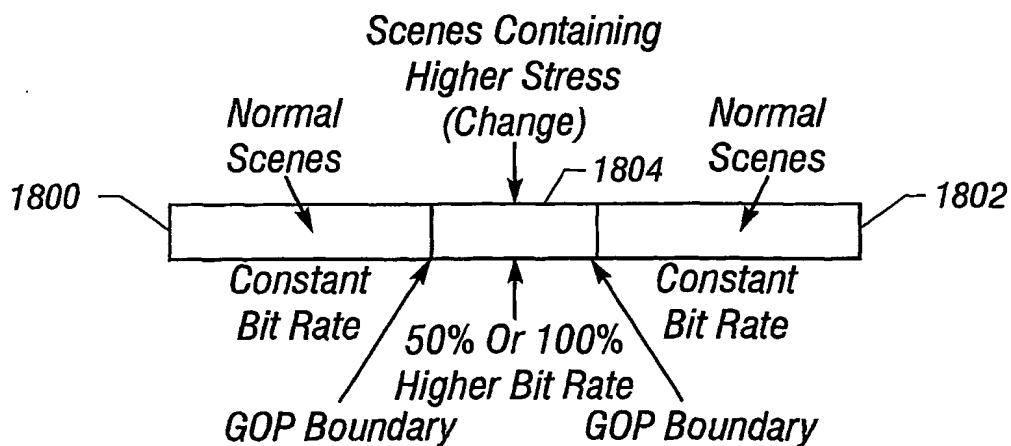 Scenes Containing
Higher Stress
(Change)
Normal
Scenes
Normal
Scenes
1800
1804
1802
Constant
Bit Rate
50% Or 100%
Higher Bit Rate
Constant
Bit Rate
GOP Boundary
GOP Boundary